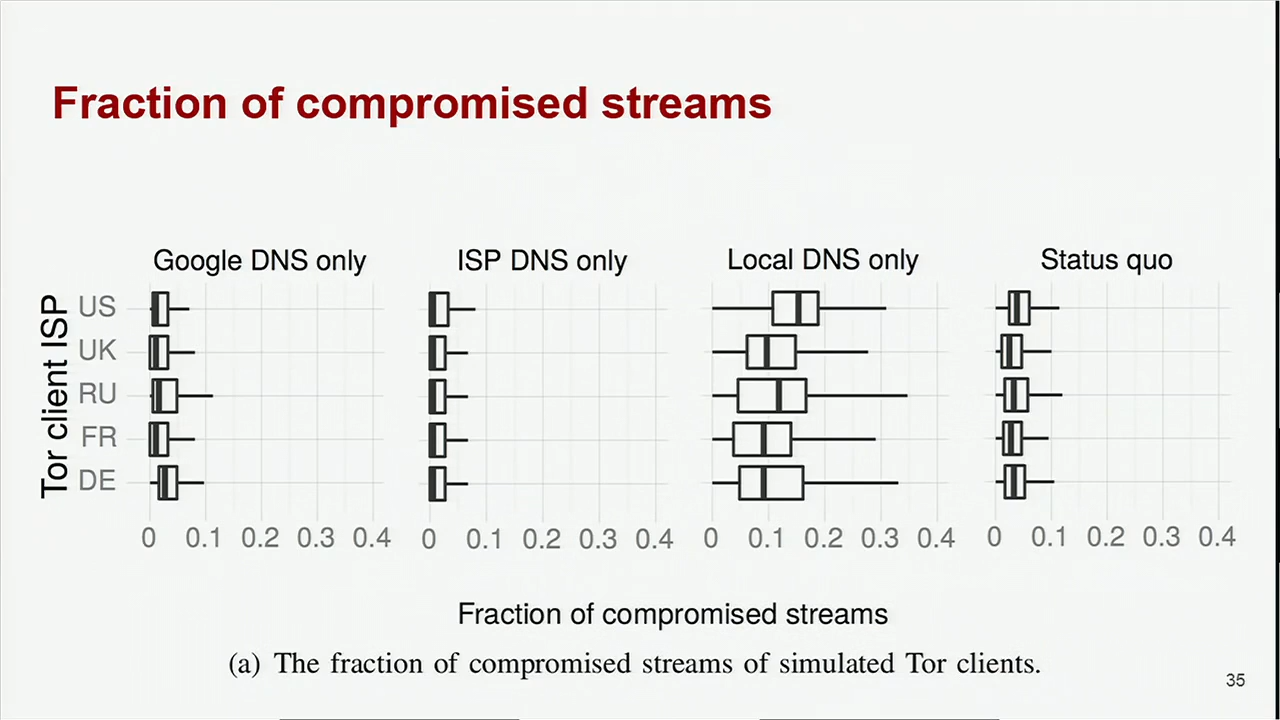 Fraction of compromised streams
Google DNS only ISP DNS only Local DNS only Status quo
Tor client ISP
US
UK
RU
FR
DE
0 0.1 0.2 0.3 0.4 0 0.1 0.2 0.3 0.4 0 0.1 0.2 0.3 0.4 0 0.1 0.2 0.3 0.4
Fraction of compromised streams
(a) The fraction of compromised streams of simulated Tor clients.
35